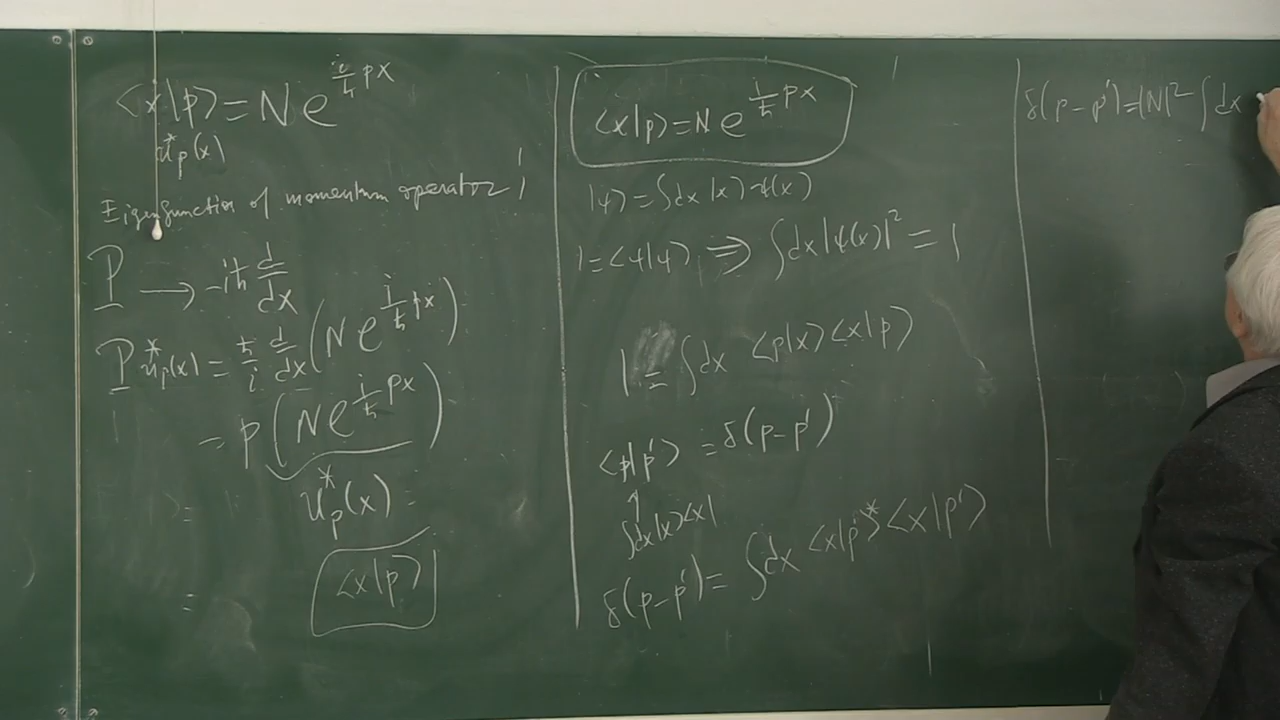 <x|p> = N e^{i/ħ px}
u*_p(x)
Eigenfunction of momentum operator!
P → -iħ d/dx
P u*_p(x) = ħ/i d/dx (N e^{i/ħ px})
= p (N e^{i/ħ px})
= u*_p(x) =
= <x|p>
<x|p> = N e^{i/ħ px}
|ψ> = ∫dx |x> ψ(x)
1 = <ψ|ψ> ⇒ ∫dx |ψ(x)|² = 1
1 = ∫dx <p|x><x|p>
<p|p'> = δ(p-p')
↑
∫dx|x><x|
δ(p-p') = ∫dx <x|p>* <x|p'>
δ(p-p') = |N|² ∫dx